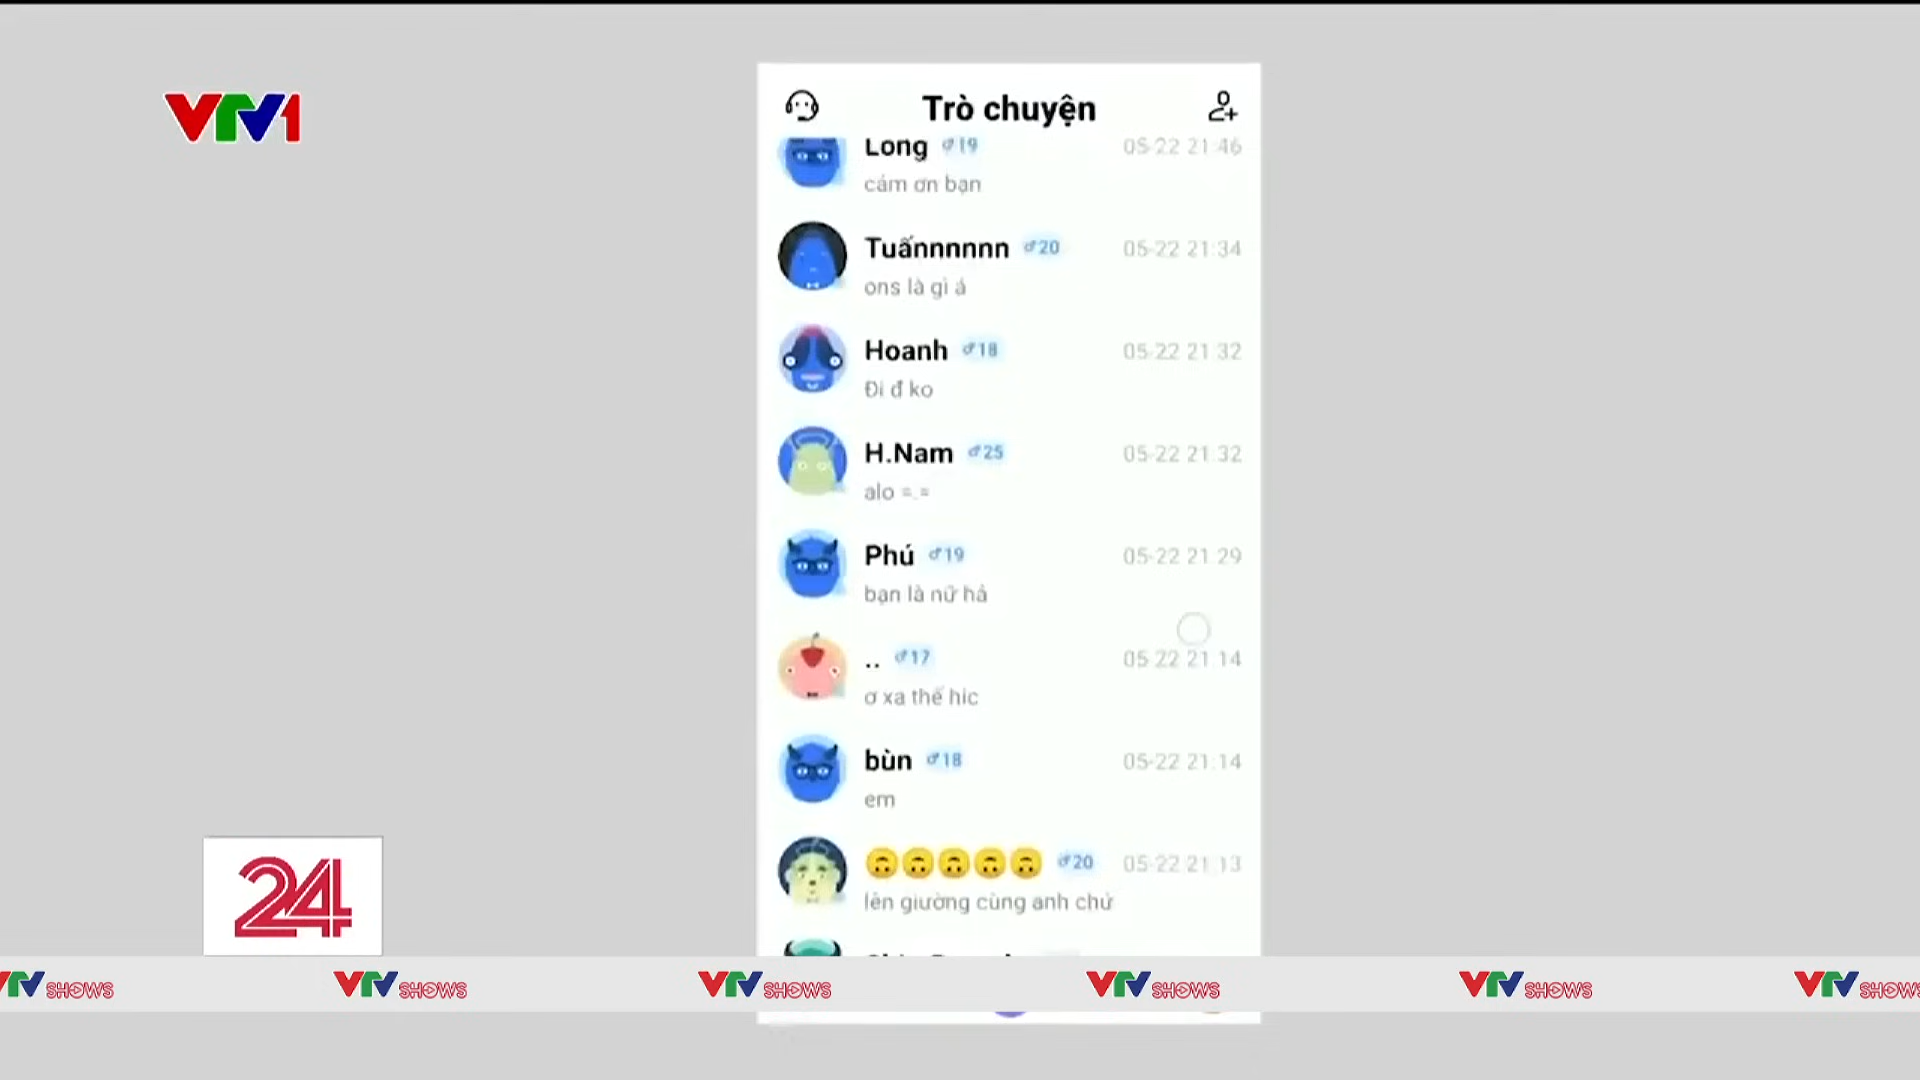 VTV1
Trò chuyện
Long ♂19 05-22 21:46
cám ơn bạn
Tuấnnnnnn ♂20 05-22 21:34
ons là gì á
Hoanh ♂18 05-22 21:32
Đi đ ko
H.Nam ♂25 05-22 21:32
alo =.=
Phú ♂19 05-22 21:29
bạn là nữ hả
.. ♂17 05-22 21:14
ơ xa thế hic
bùn ♂18 05-22 21:14
em
🙃🙃🙃🙃🙃 ♂20 05-22 21:13
lên giường cùng anh chứ
24
VTV SHOWS VTV SHOWS VTV SHOWS VTV SHOWS VTV SHOWS VTV SHOWS